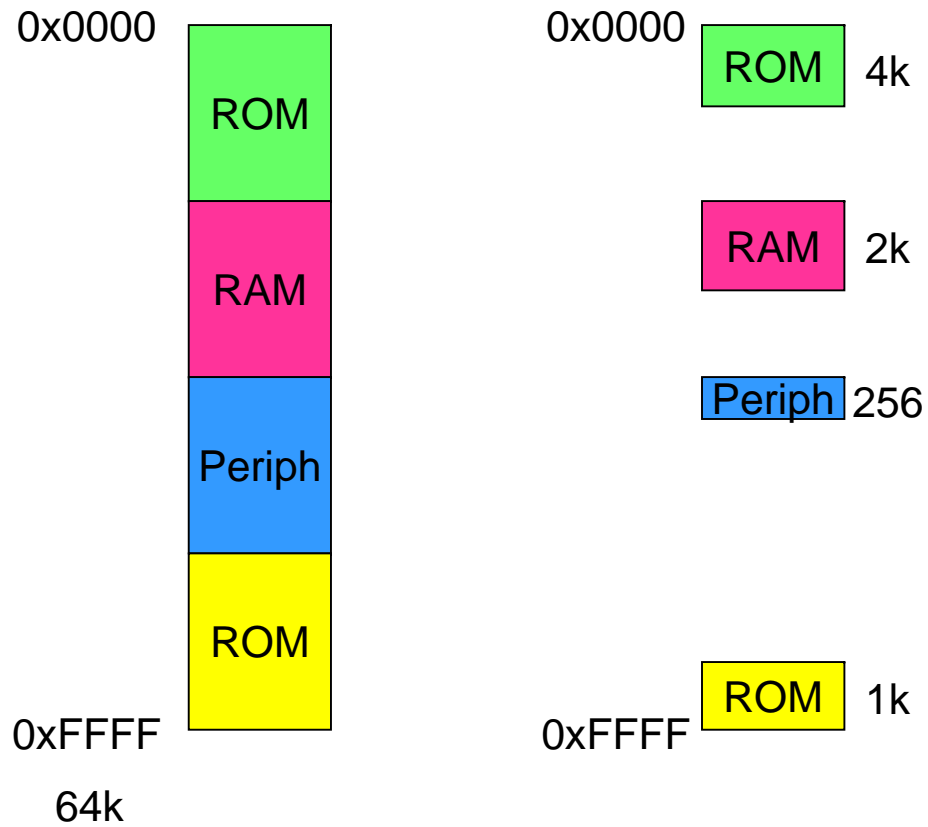 0x0000
ROM
RAM
Periph
ROM
0xFFFF
64k
0x0000
ROM 4k
RAM 2k
Periph 256
ROM 1k
0xFFFF